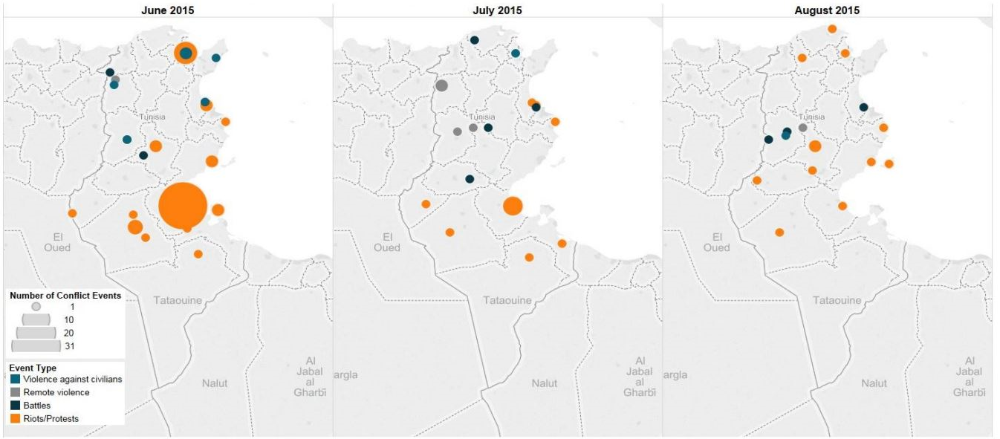 June 2015
July 2015
August 2015
Tunisia
Tunisia
Tunisia
El
Oued
El
Oued
El
Oued
Tataouine
Tataouine
Tataouine
Number of Conflict Events
1
10
20
31
Event Type
Violence against civilians
Remote violence
Battles
Riots/Protests
Nalut
Al
Jabal
al
Gharbī
argla
Nalut
Al
Jabal
al
Gharbī
argla
Nalut
Al
Jabal
al
Gharbī